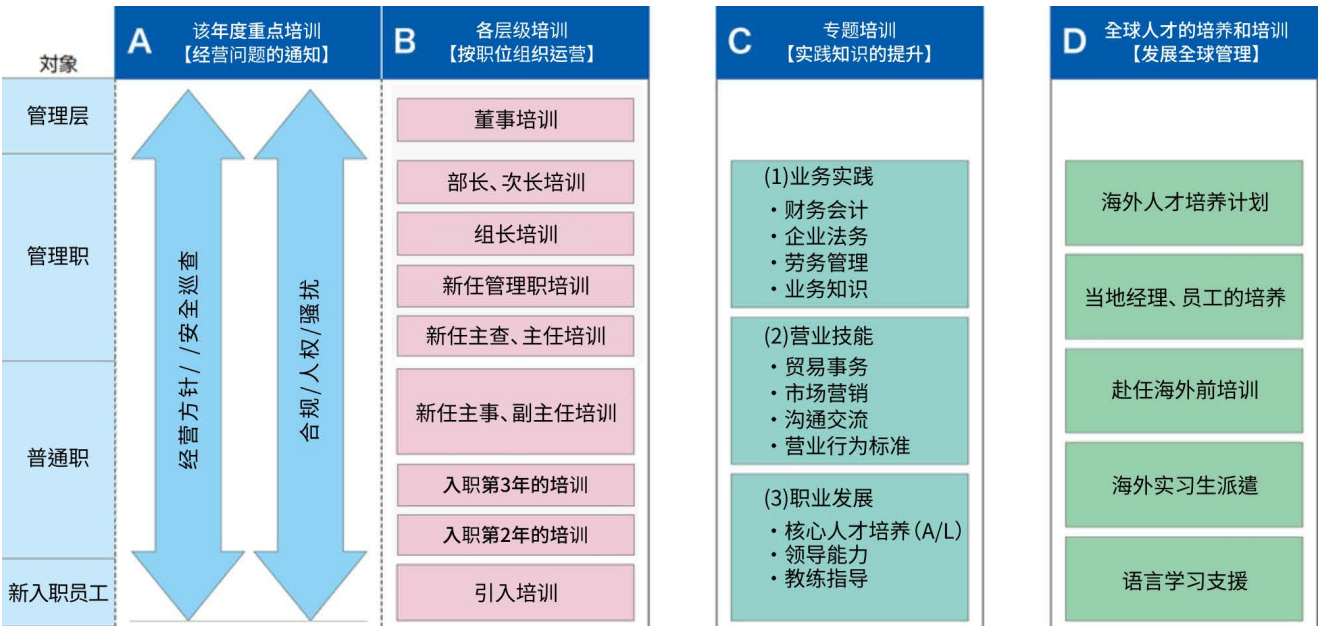 对象
A
该年度重点培训
【经营问题的通知】
B
各层级培训
【按职位组织运营】
C
专题培训
【实践知识的提升】
D
全球人才的培养和培训
【发展全球管理】
管理层
管理职
普通职
新入职员工
经营方针//安全巡查
合规/人权/骚扰
董事培训
部长、次长培训
组长培训
新任管理职培训
新任主查、主任培训
新任主事、副主任培训
入职第3年的培训
入职第2年的培训
引入培训
(1)业务实践
・财务会计
・企业法务
・劳务管理
・业务知识
(2)营业技能
・贸易事务
・市场营销
・沟通交流
・营业行为标准
(3)职业发展
・核心人才培养(A/L)
・领导能力
・教练指导
海外人才培养计划
当地经理、员工的培养
赴任海外前培训
海外实习生派遣
语言学习支援